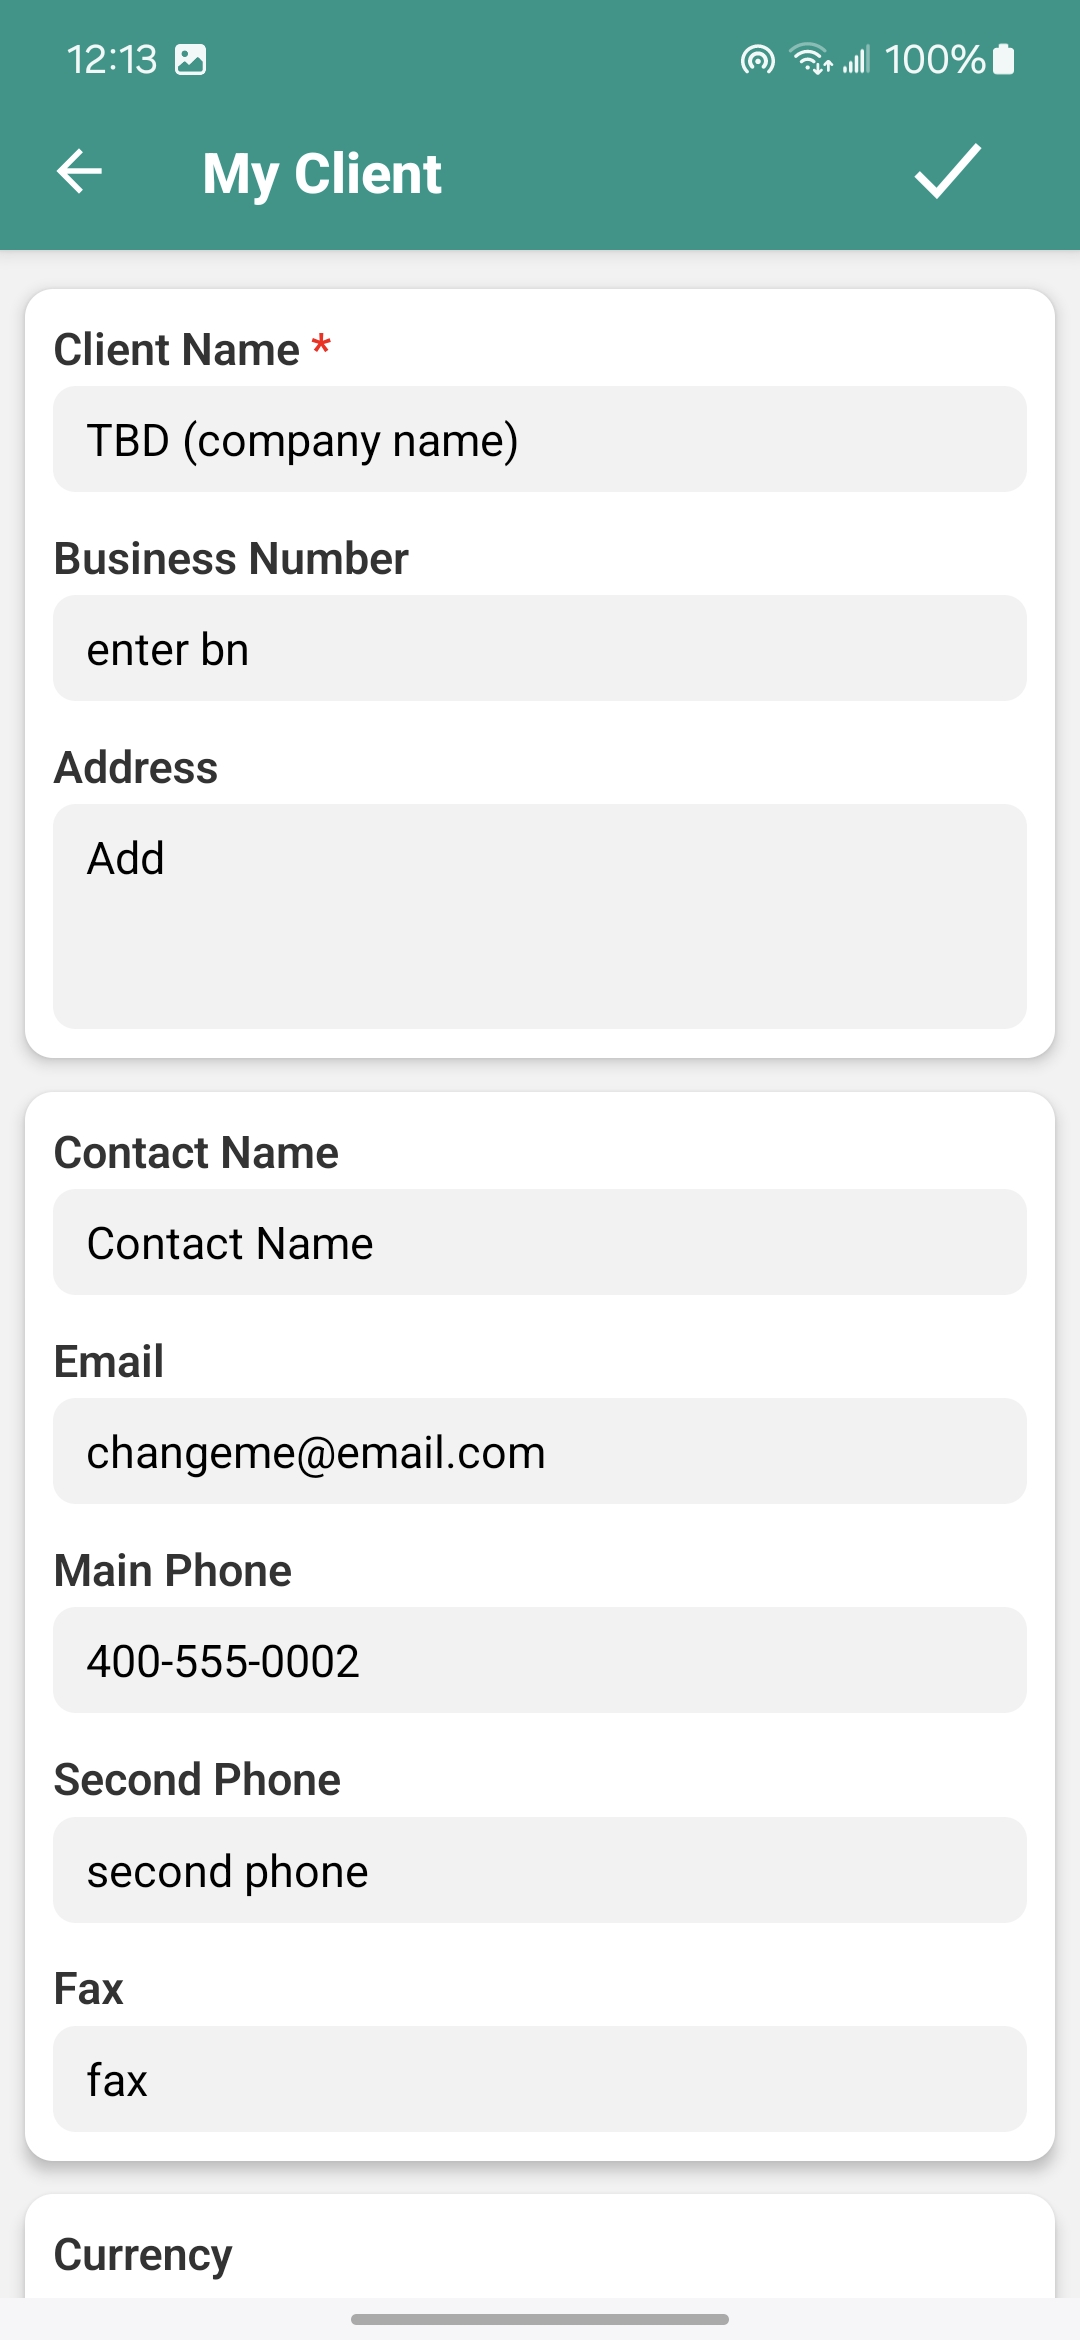 12:13
100%
My Client
Client Name *
TBD (company name)
Business Number
enter bn
Address
Add
Contact Name
Contact Name
Email
changeme@email.com
Main Phone
400-555-0002
Second Phone
second phone
Fax
fax
Currency